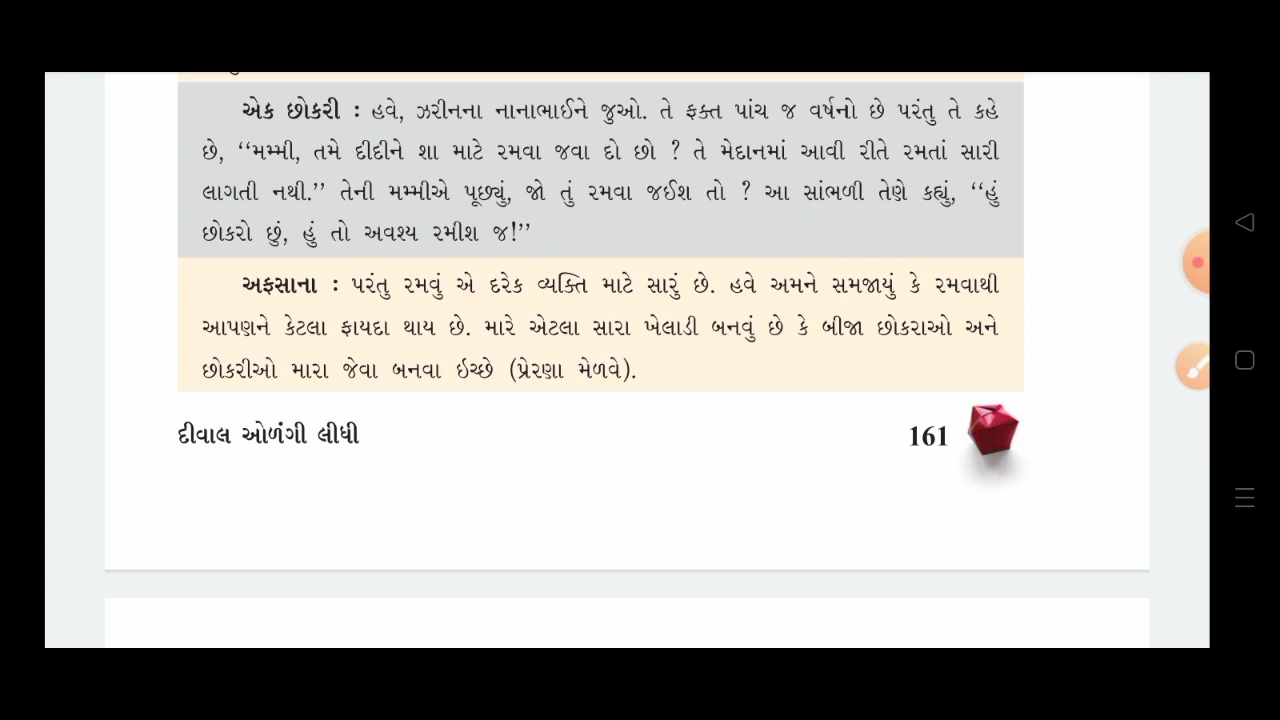 એક છોકરી : હવે, ઝરીનના નાનાભાઈને જુઓ. તે ફક્ત પાંચ જ વર્ષનો છે પરંતુ તે કહે
છે, ‘‘મમ્મી, તમે દીદીને શા માટે રમવા જવા દો છો ? તે મેદાનમાં આવી રીતે રમતાં સારી
લાગતી નથી.’’ તેની મમ્મીએ પૂછ્યું, જો તું રમવા જઈશ તો ? આ સાંભળી તેણે કહ્યું, ‘‘હું
છોકરો છું, હું તો અવશ્ય રમીશ જ!’’
અફસાના : પરંતુ રમવું એ દરેક વ્યક્તિ માટે સારું છે. હવે અમને સમજાયું કે રમવાથી
આપણને કેટલા ફાયદા થાય છે. મારે એટલા સારા ખેલાડી બનવું છે કે બીજા છોકરાઓ અને
છોકરીઓ મારા જેવા બનવા ઇચ્છે (પ્રેરણા મેળવે).
દીવાલ ઓળંગી લીધી 161